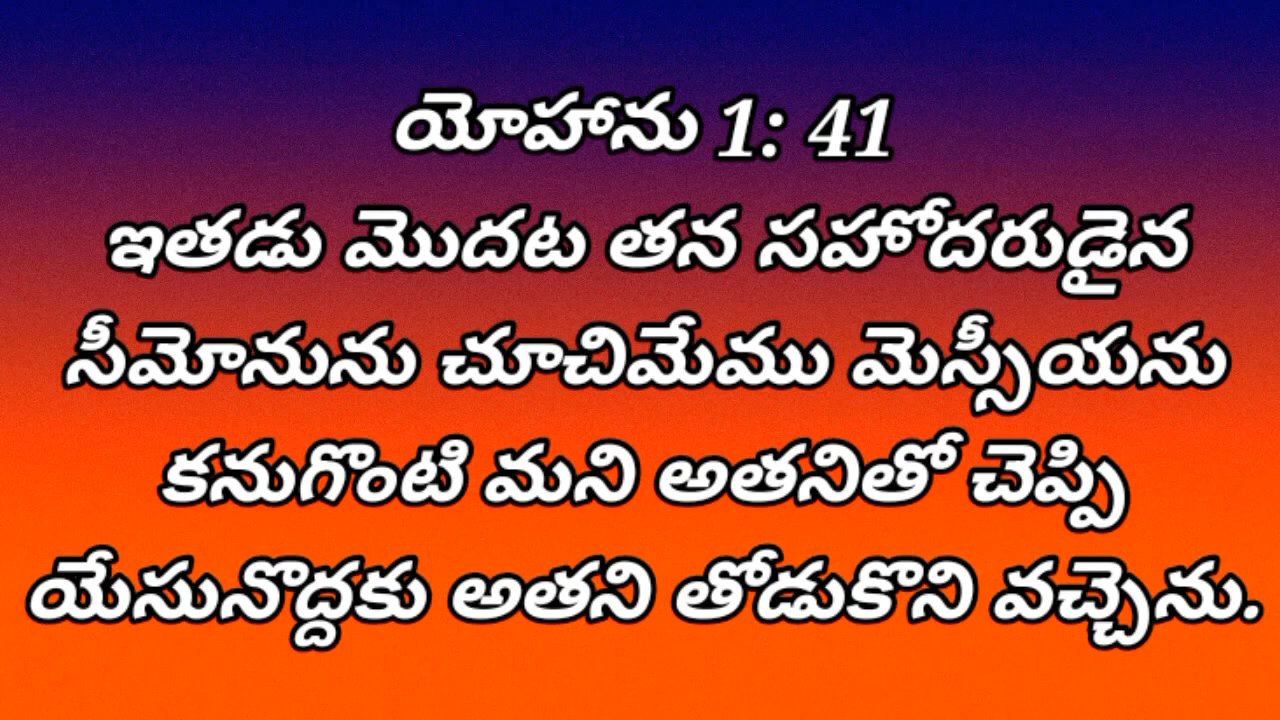 యోహాను 1: 41
ఇతడు మొదట తన సహోదరుడైన
సీమోనును చూచిమేము మెస్సీయను
కనుగొంటి మని అతనితో చెప్పి
యేసునొద్దకు అతని తోడుకొని వచ్చెను.